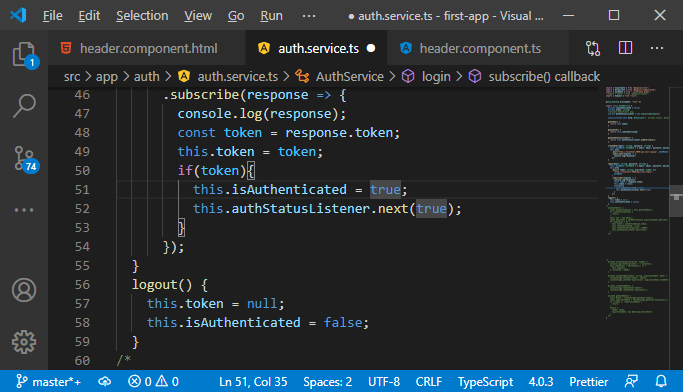 File Edit Selection View Go Run ··· ● auth.service.ts - first-app - Visual ...
header.component.html auth.service.ts ● header.component.ts ···
src > app > auth > auth.service.ts > AuthService > login > subscribe() callback
46 .subscribe(response => {
47 console.log(response);
48 const token = response.token;
49 this.token = token;
50 if(token){
51 this.isAuthenticated = true;
52 this.authStatusListener.next(true);
53 }
54 });
55 }
56 logout() {
57 this.token = null;
58 this.isAuthenticated = false;
59 }
60 /*
1
74
master*+ 0 0 Ln 51, Col 35 Spaces: 2 UTF-8 CRLF TypeScript 4.0.3 Prettier